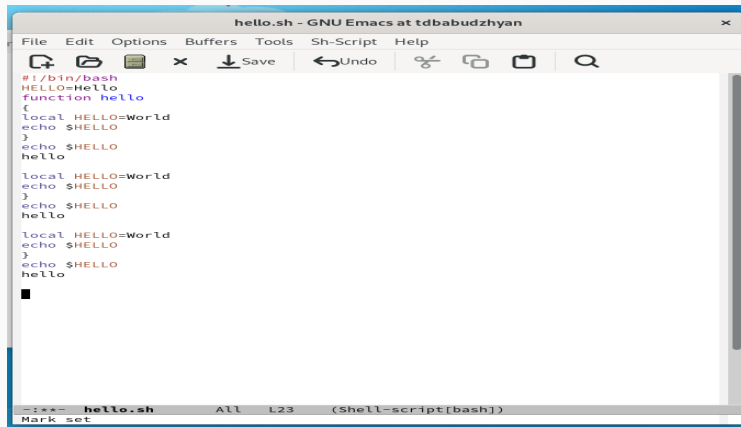 hello.sh - GNU Emacs at tdbabudzhyan
File Edit Options Buffers Tools Sh-Script Help
Save Undo
#!/bin/bash
HELLO=Hello
function hello
{
local HELLO=World
echo $HELLO
}
echo $HELLO
hello
local HELLO=World
echo $HELLO
}
echo $HELLO
hello
local HELLO=World
echo $HELLO
}
echo $HELLO
hello
-:**- hello.sh All L23 (Shell-script[bash])
Mark set